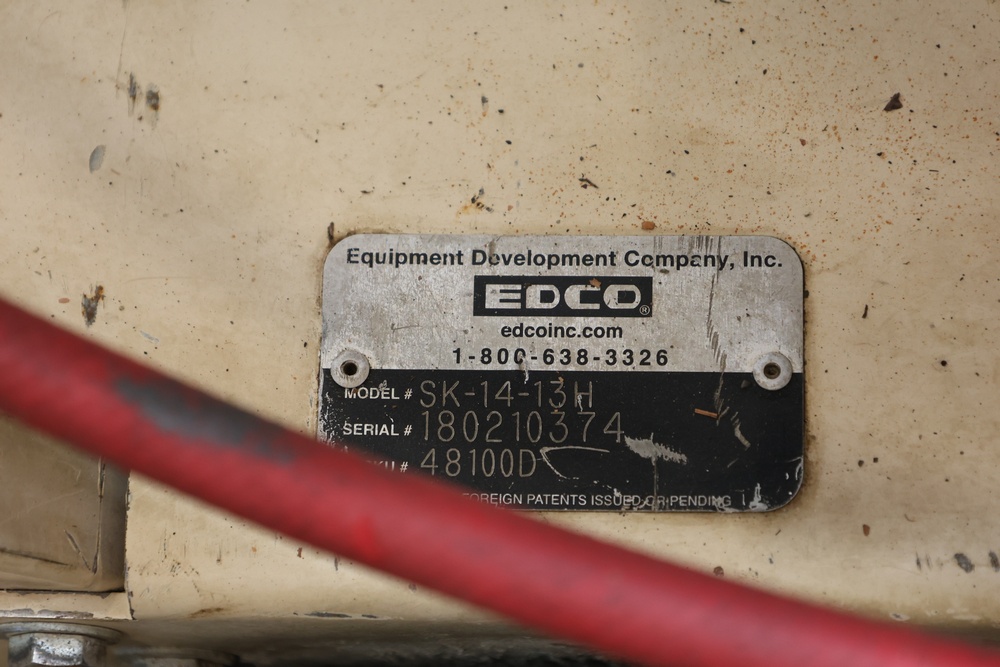 Equipment Development Company, Inc.
EDCO®
edcoinc.com
1-800-638-3326
MODEL # SK-14-13H
SERIAL # 180210374
# 48100D
FOREIGN PATENTS ISSUED OR PENDING